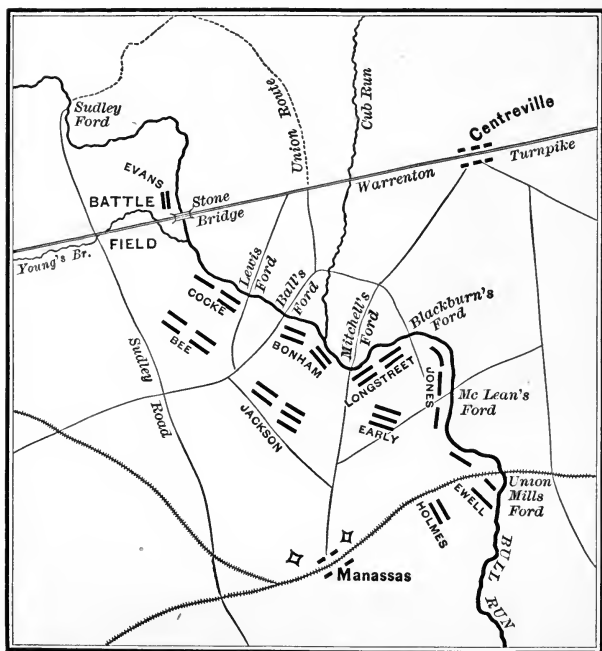 Sudley
Ford
Union Route
Cub Run
Centreville
Warrenton Turnpike
EVANS
BATTLE
FIELD
Stone
Bridge
Young's Br.
Lewis
Ford
Ball's
Ford
Mitchell's
Ford
Blackburn's
Ford
COCKE
BEE
BONHAM
LONGSTREET
JONES
Mc Lean's
Ford
JACKSON
EARLY
Sudley
Road
EWELL
HOLMES
Union
Mills
Ford
Manassas
BULL RUN